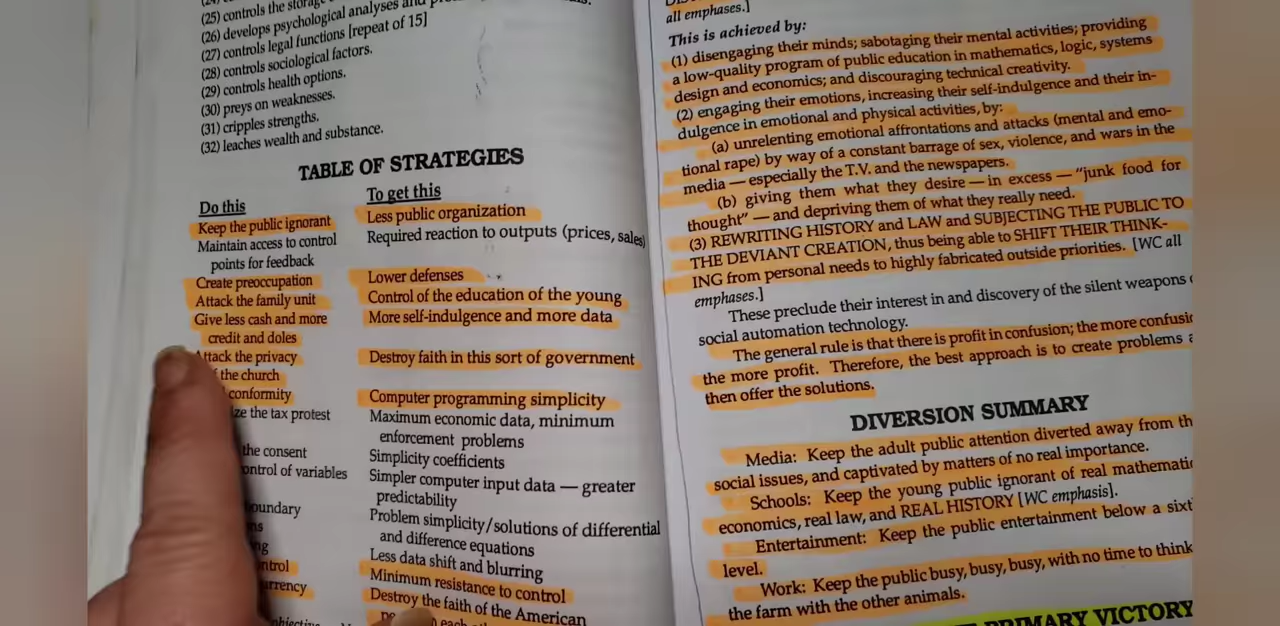 (25) controls the storage
(26) develops psychological analyses and
(27) controls legal functions [repeat of 15]
(28) controls sociological factors.
(29) controls health options.
(30) preys on weaknesses.
(31) cripples strengths.
(32) leaches wealth and substance.
TABLE OF STRATEGIES
Do this To get this
Keep the public ignorant Less public organization
Maintain access to control Required reaction to outputs (prices, sales)
points for feedback
Create preoccupation Lower defenses
Attack the family unit Control of the education of the young
Give less cash and more More self-indulgence and more data
credit and doles
Attack the privacy Destroy faith in this sort of government
the church
conformity Computer programming simplicity
the tax protest Maximum economic data, minimum
enforcement problems
the consent Simplicity coefficients
control of variables Simpler computer input data — greater
predictability
Problem simplicity/solutions of differential
and difference equations
Less data shift and blurring
Minimum resistance to control
Destroy the faith of the American
all emphases.]
This is achieved by:
(1) disengaging their minds; sabotaging their mental activities; providing
a low-quality program of public education in mathematics, logic, systems
design and economics; and discouraging technical creativity.
(2) engaging their emotions, increasing their self-indulgence and their in-
dulgence in emotional and physical activities, by:
(a) unrelenting emotional affrontations and attacks (mental and emo-
tional rape) by way of a constant barrage of sex, violence, and wars in the
media — especially the T.V. and the newspapers.
(b) giving them what they desire — in excess — "junk food for
thought" — and depriving them of what they really need.
(3) REWRITING HISTORY and LAW and SUBJECTING THE PUBLIC TO
THE DEVIANT CREATION, thus being able to SHIFT THEIR THINK-
ING from personal needs to highly fabricated outside priorities. [WC all
emphases.]
These preclude their interest in and discovery of the silent weapons
social automation technology.
The general rule is that there is profit in confusion; the more confusi
the more profit. Therefore, the best approach is to create problems a
then offer the solutions.
DIVERSION SUMMARY
Media: Keep the adult public attention diverted away from th
social issues, and captivated by matters of no real importance.
Schools: Keep the young public ignorant of real mathematic
economics, real law, and REAL HISTORY [WC emphasis].
Entertainment: Keep the public entertainment below a sixt
level.
Work: Keep the public busy, busy, busy, with no time to think
the farm with the other animals.
PRIMARY VICTORY